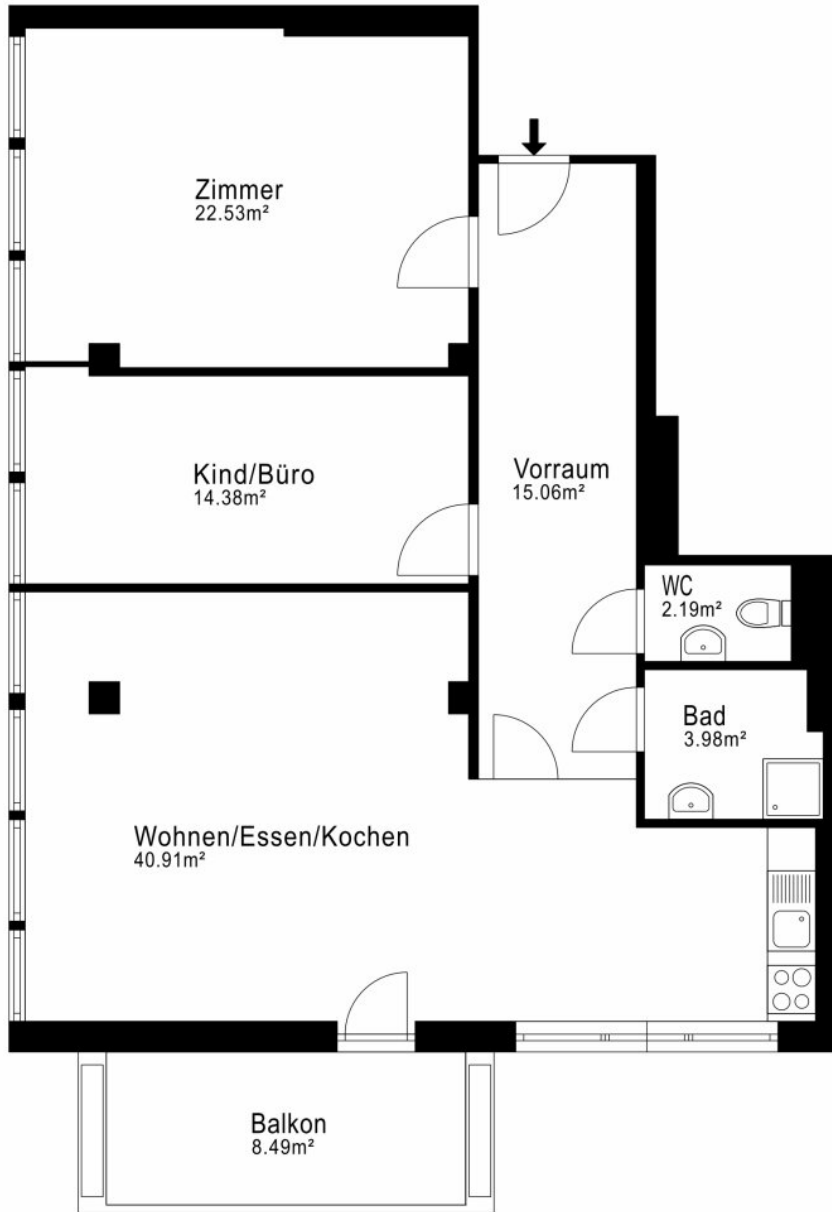 Zimmer
22.53m²
Kind/Büro
14.38m²
Vorraum
15.06m²
WC
2.19m²
Bad
3.98m²
Wohnen/Essen/Kochen
40.91m²
Balkon
8.49m²